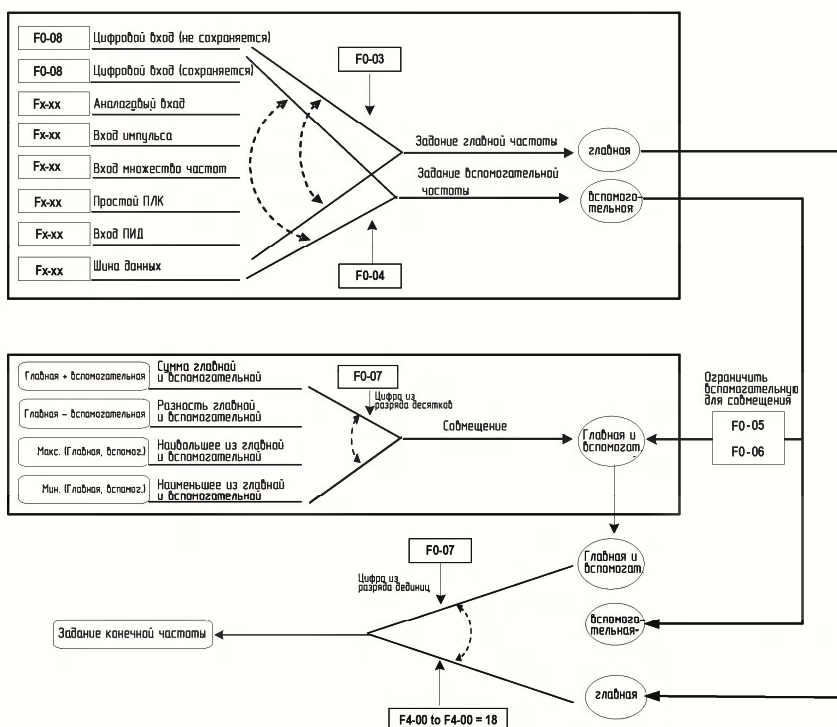 F0-08 Цифровой вход (не сохраняется)
F0-08 Цифровой вход (сохраняется)
Fx-xx Аналагувый вхад
Fx-xx Вход импульса
Fx-xx Вход множество частот
Fx-xx Простой ПЛК
Fx-xx Вход ПИД
Fx-xx Шина данных
F0-03
F0-04
Задоние главной частоты
Задание вспомогательной
частоты
главная
вспомого-
тельная
Главная + вспомогательная
Сумма главной
и вспомогательной
Главная – вспомогательная
Разность главной
и вспомогательной
Макс. (Главная, вспомог.)
Наибольшее из главной
и вспомогательной
Мин. (Главная, вспомог.)
Наименьшее из главной
и вспомогательной
F0-07
Цифра из
разряда десятков
Совмещение
Главная и
вспомогат.
Ограничить
вспомогательную
для совмещения
F0-05
F0-06
F0-07
Цифра из
разряда дединиц
Главная и
вспомогат.
вспомога-
тельная
главная
Задание конечной частоты
F4-00 to F4-00 = 18